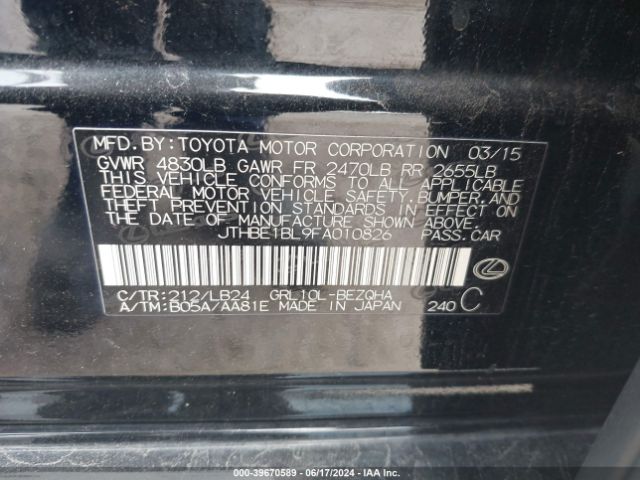 MFD.BY:TOYOTA MOTOR CORPORATION 03/15
GVWR 4830LB GAWR FR 2470LB RR 2655LB
THIS VEHICLE CONFORMS TO ALL APPLICABLE
FEDERAL MOTOR VEHICLE SAFETY,BUMPER,AND
THEFT PREVENTION STANDARDS IN EFFECT ON
THE DATE OF MANUFACTURE SHOWN ABOVE.
JTHBE1BL9FA010826 PASS.CAR
C/TR:212/LB24 GRL10L-BEZQHA
A/TM:B05A/AA81E MADE IN JAPAN 240 C
000-39670589 - 06/17/2024 - IAA Inc.